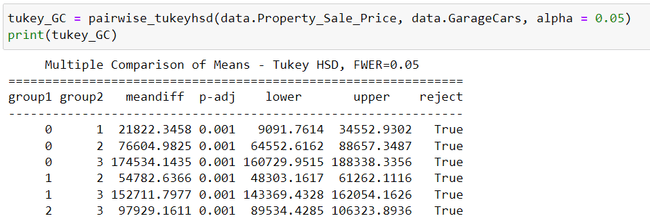 tukey_GC = pairwise_tukeyhsd(data.Property_Sale_Price, data.GarageCars, alpha = 0.05)
print(tukey_GC)
Multiple Comparison of Means - Tukey HSD, FWER=0.05
================================================================
group1 group2 meandiff p-adj lower upper reject
----------------------------------------------------------------
0 1 21822.3458 0.001 9091.7614 34552.9302 True
0 2 76604.9825 0.001 64552.6162 88657.3487 True
0 3 174534.1435 0.001 160729.9515 188338.3356 True
1 2 54782.6366 0.001 48303.1617 61262.1116 True
1 3 152711.7977 0.001 143369.4328 162054.1626 True
2 3 97929.1611 0.001 89534.4285 106323.8936 True